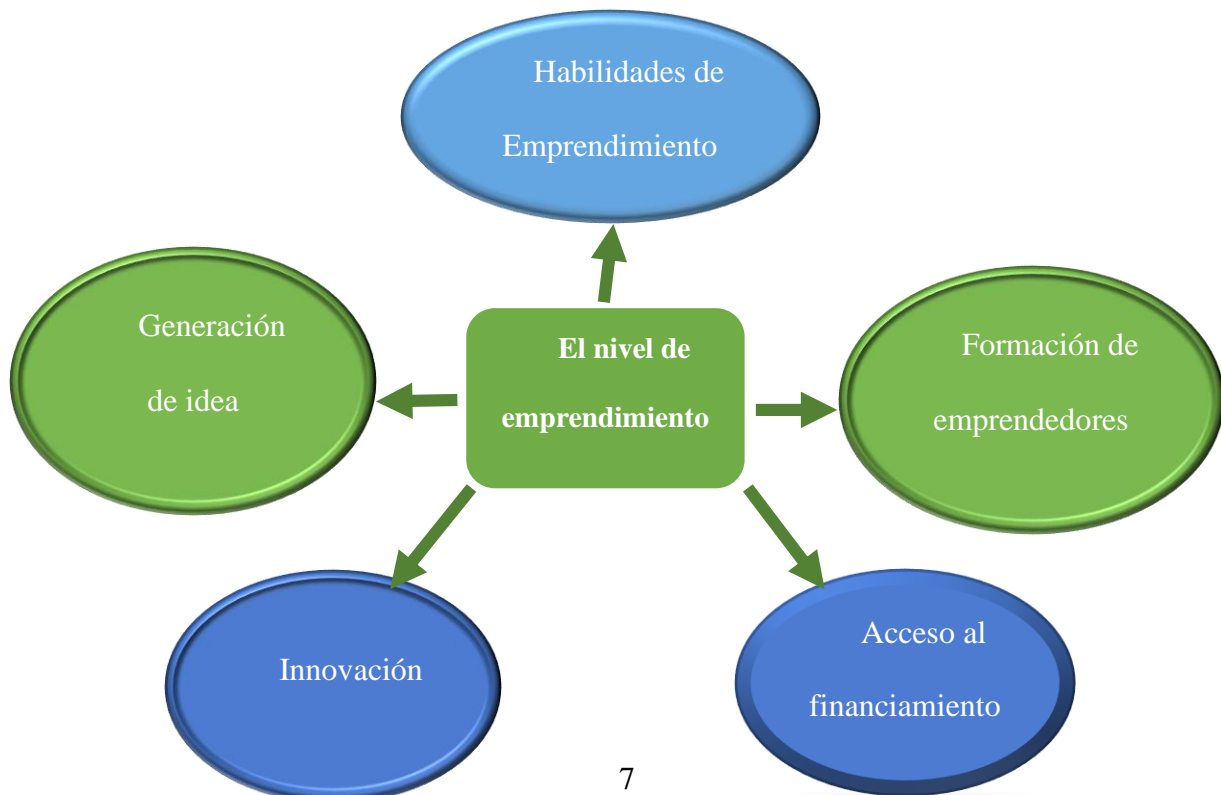 Habilidades de
Emprendimiento
Generación
de idea
El nivel de
emprendimiento
Formación de
emprendedores
Innovación
Acceso al
financiamiento
7